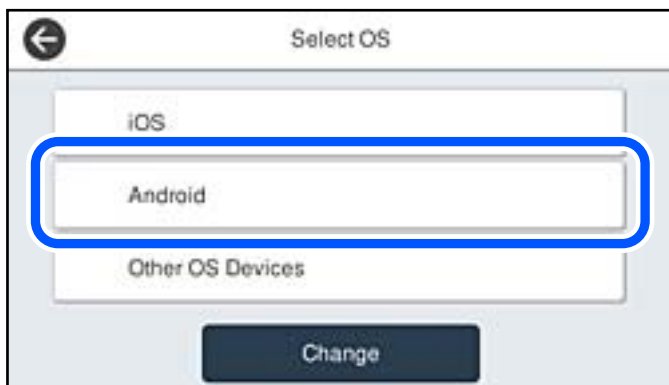 Select OS
iOS
Android
Other OS Devices
Change